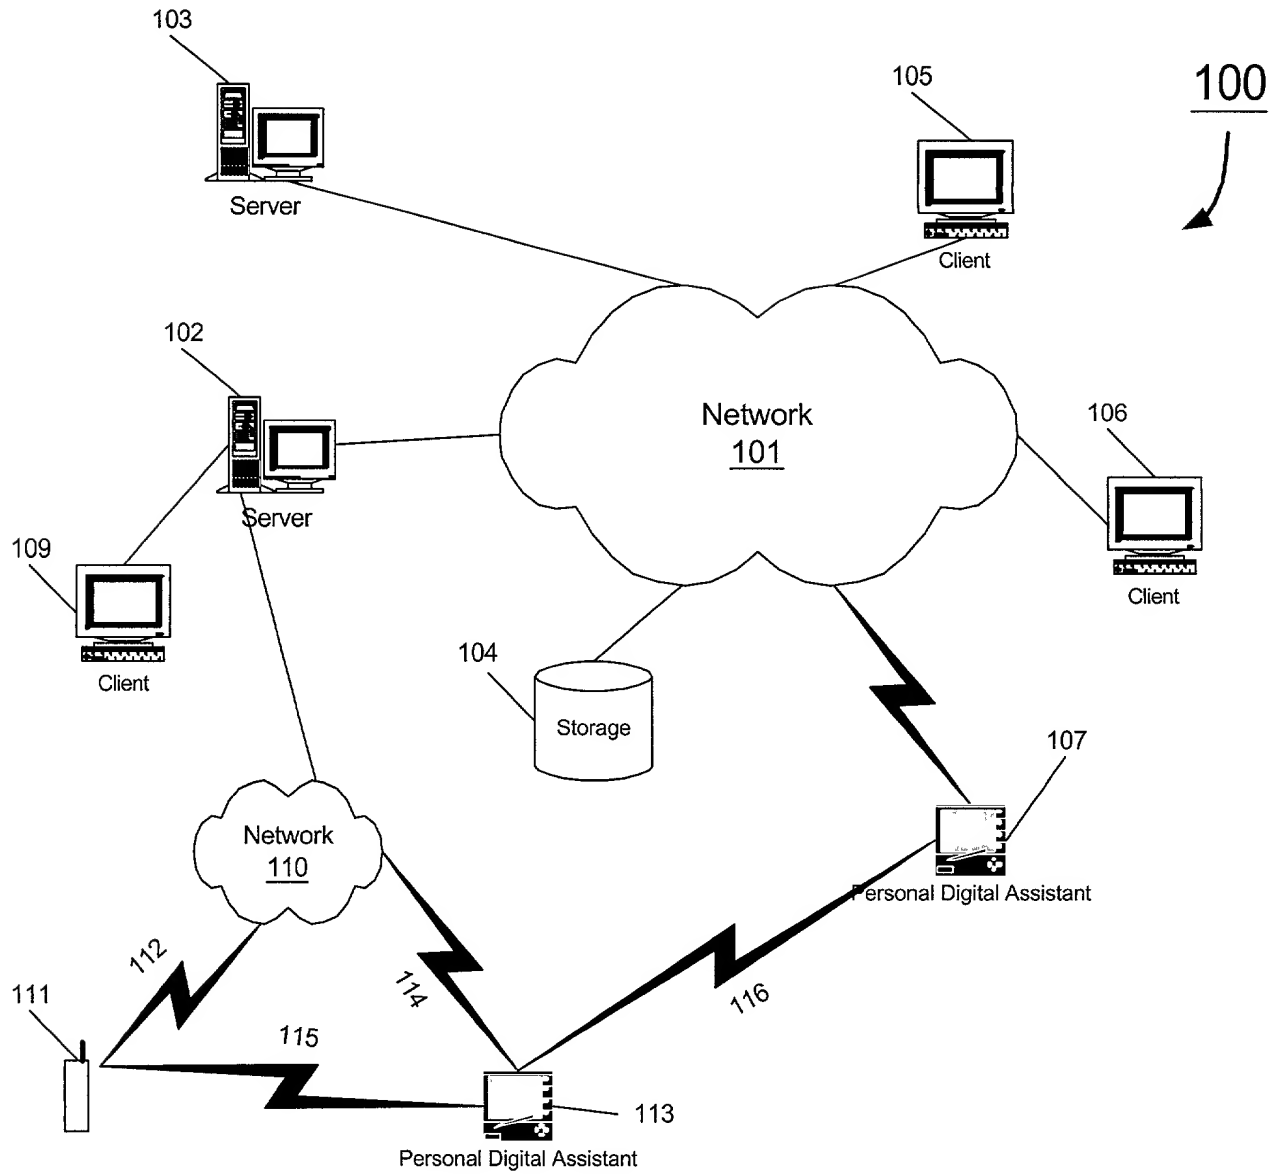 103
Server
105
Client
100
102
Server
Network
101
106
Client
109
Client
104
Storage
107
Personal Digital Assistant
Network
110
112
114
116
111
115
113
Personal Digital Assistant